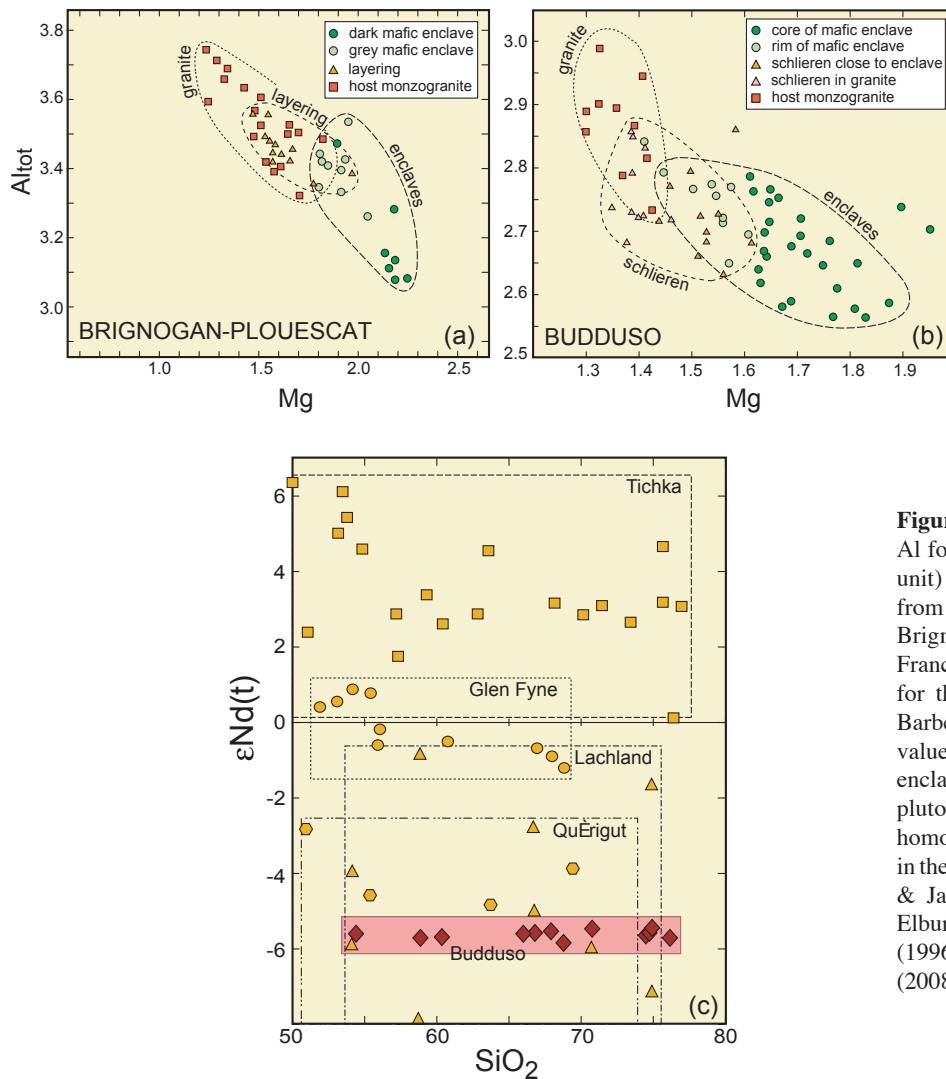 3.8
3.6
3.4
3.2
3.0
Altot
1.0
1.5
2.0
2.5
Mg
granite
layering
enclaves
dark mafic enclave
grey mafic enclave
layering
host monzogranite
BRIGNOGAN-PLOUESCAT
(a)
3.0
2.9
2.8
2.7
2.6
2.5
1.3
1.4
1.5
1.6
1.7
1.8
1.9
Mg
granite
schlieren
enclaves
core of mafic enclave
rim of mafic enclave
schlieren close to enclave
schlieren in granite
host monzogranite
BUDDUSO
(b)
6
4
2
0
-2
-4
-6
εNd(t)
50
60
70
80
SiO2
Tichka
Glen Fyne
Lachland
QuErigut
Budduso
(c)
Figur
Al fo
unit)
from
Brign
Franc
for th
Barbe
value
encla
pluto
homo
in the
& Ja
Elbur
(1996
(2008